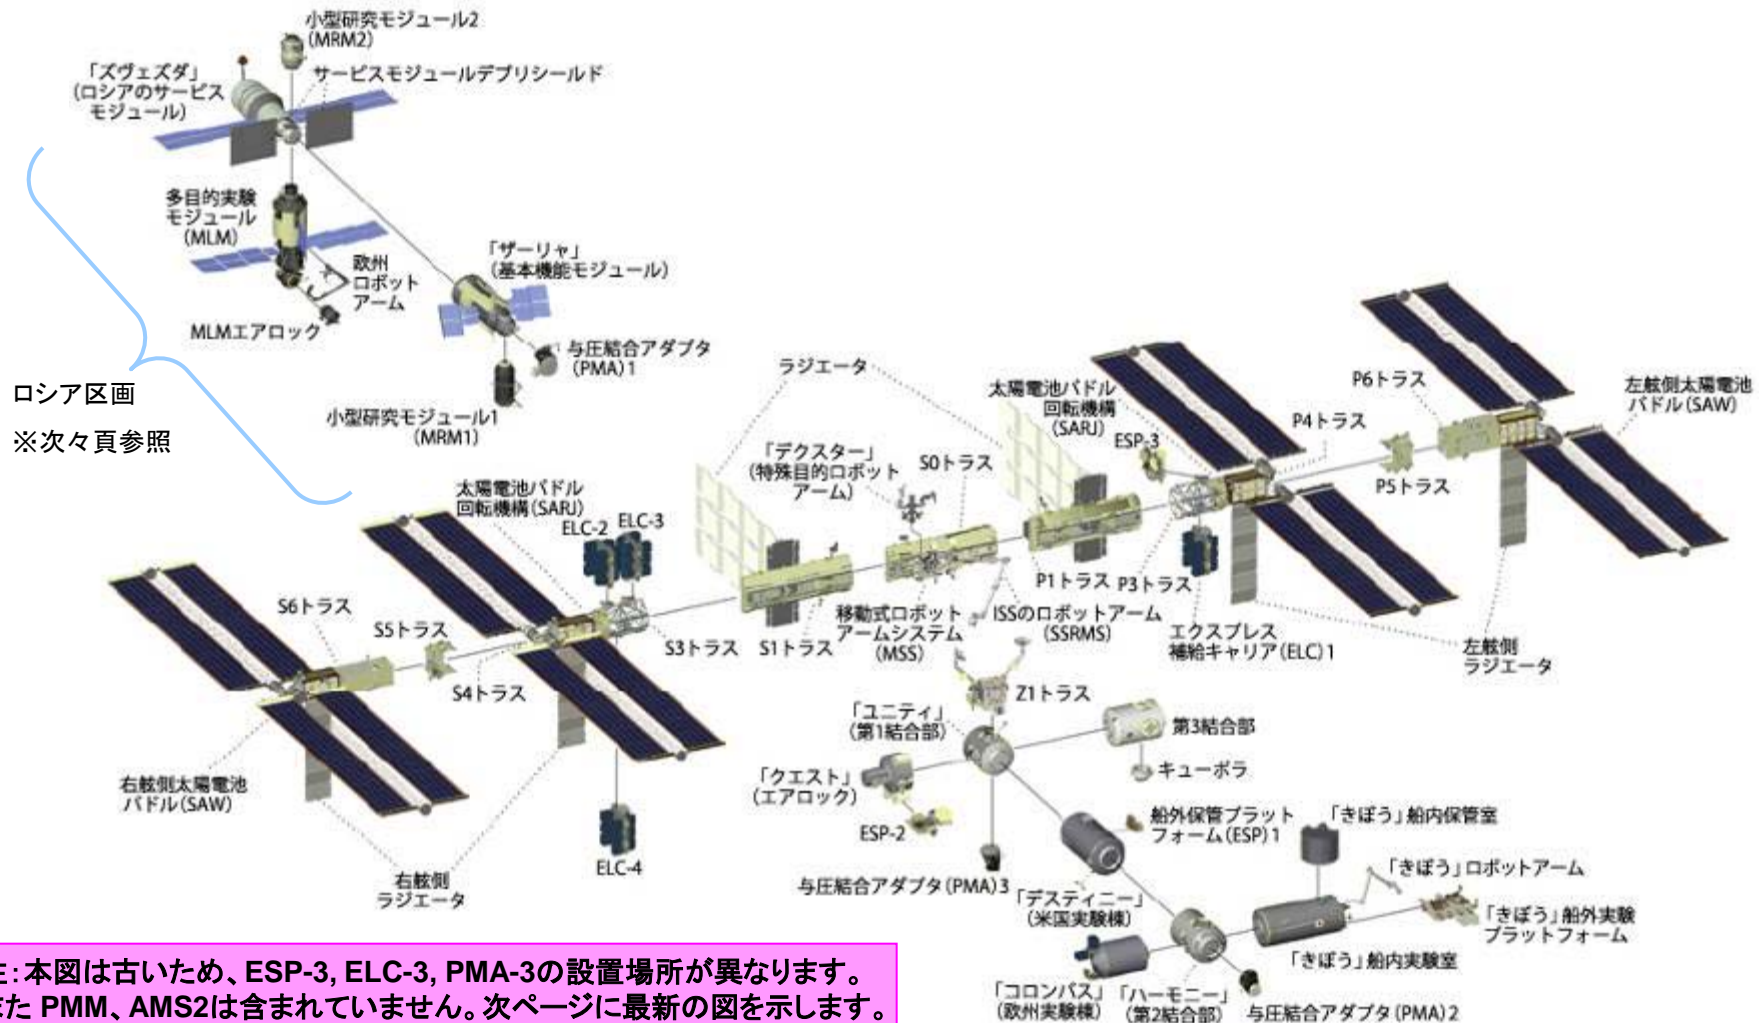 小型研究モジュール2
(MRM2)
「ズヴェズダ」
(ロシアのサービス
モジュール)
サービスモジュールデブリシールド
多目的実験
モジュール
(MLM)
欧州
ロボット
アーム
MLMエアロック
「ザーリャ」
(基本機能モジュール)
与圧結合アダプタ
(PMA)1
小型研究モジュール1
(MRM1)
ロシア区画
※次々頁参照
ラジエータ
太陽電池パドル
回転機構
(SARJ)
ESP-3
P6トラス
左舷側太陽電池
パドル(SAW)
P4トラス
P5トラス
「デクスター」
(特殊目的ロボット
アーム)
S0トラス
太陽電池パドル
回転機構(SARJ)
ELC-2
ELC-3
P1トラス
P3トラス
S6トラス
S5トラス
S4トラス
S3トラス
S1トラス
移動式ロボット
アームシステム
(MSS)
ISSのロボットアーム
(SSRMS)
エクスプレス
補給キャリア(ELC)1
左舷側
ラジエータ
Z1トラス
「ユニティ」
(第1結合部)
第3結合部
キューポラ
「クエスト」
(エアロック)
ESP-2
右舷側太陽電池
パドル(SAW)
船外保管プラット
フォーム(ESP)1
「きぼう」船内保管室
「きぼう」ロボットアーム
右舷側
ラジエータ
ELC-4
与圧結合アダプタ(PMA)3
「デスティニー」
(米国実験棟)
「きぼう」船外実験
プラットフォーム
「きぼう」船内実験室
「コロンバス」
(欧州実験棟)
「ハーモニー」
(第2結合部)
与圧結合アダプタ(PMA)2
:本図は古いため、ESP-3, ELC-3, PMA-3の設置場所が異なります。
た PMM、AMS2は含まれていません。次ページに最新の図を示します。